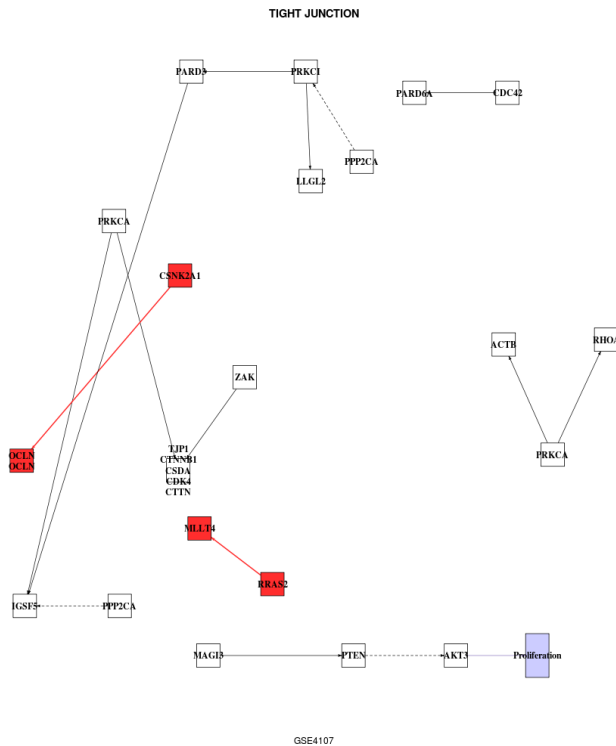 TIGHT JUNCTION
PARD3
PRKCI
PARD6A
CDC42
PPP2CA
LLGL2
PRKCA
CSNK2A1
ACTB
RHOA
ZAK
OCLN
OCLN
TJP1
CTNNB1
CSDA
CDK4
CTTN
PRKCA
MLLT4
RRAS2
IGSF5
PPP2CA
MAGI3
PTEN
AKT3
Proliferation
GSE4107